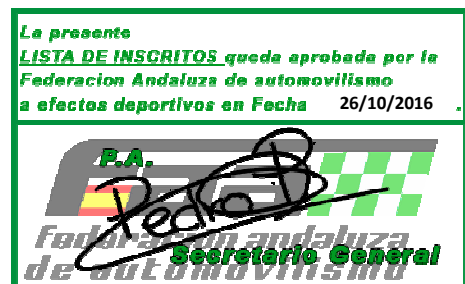 La presente
LISTA DE INSCRITOS queda aprobada por la
Federacion Andaluza de automovilismo
a efectos deportivos en Fecha 26/10/2016 .
P.A.
Pedro B
Federación andaluza
Secretario General
de automovilismo